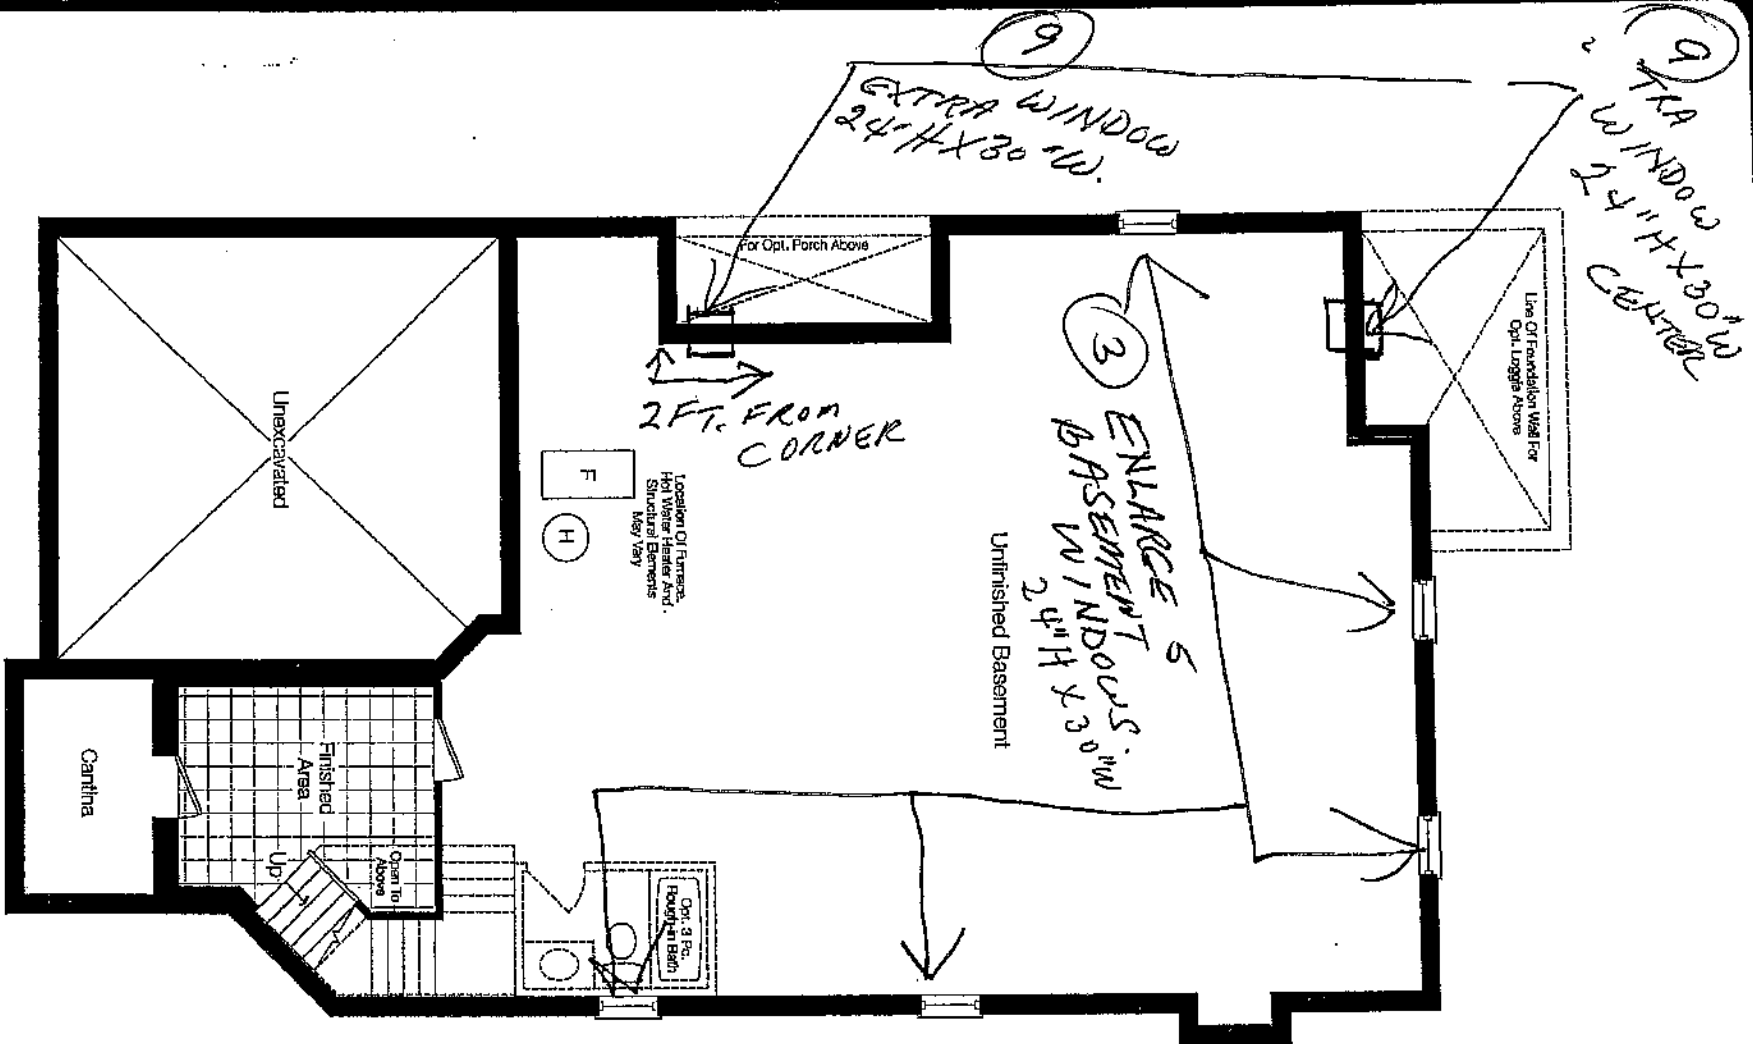 9
EXTRA WINDOW
24"H X 30"W.
9
TRA
WINDOW
24"H X 30"W
CENTER
For Opt. Porch Above
Line Of Foundation Wall For
Opt. Loggia Above
3
ENLARGE 5
BASEMENT
WINDOWS.
24"H X 30"W
2 FT. FROM
CORNER
Unexcavated
F
H
Location Of Furnace,
Hot Water Heater And
Structural Elements
May Vary
Unfinished Basement
Cantina
Finished
Area
Up
Open To
Above
Opt. 3 Pc.
Rough-in Bath